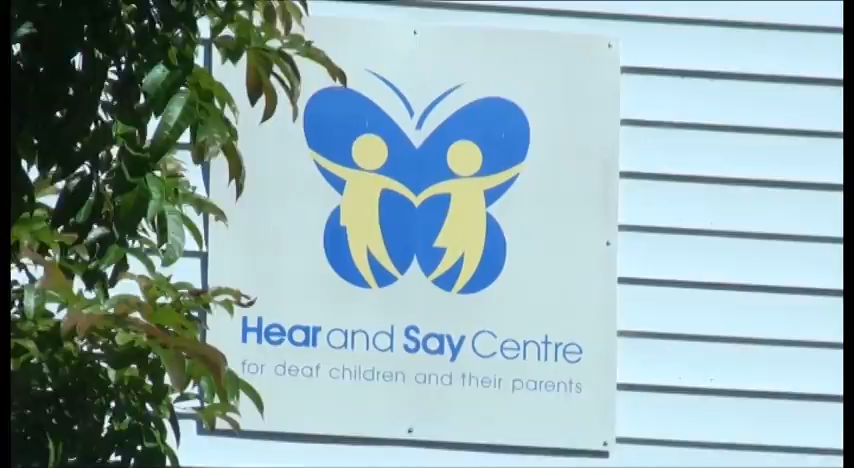 Hear and Say Centre
for deaf children and their parents